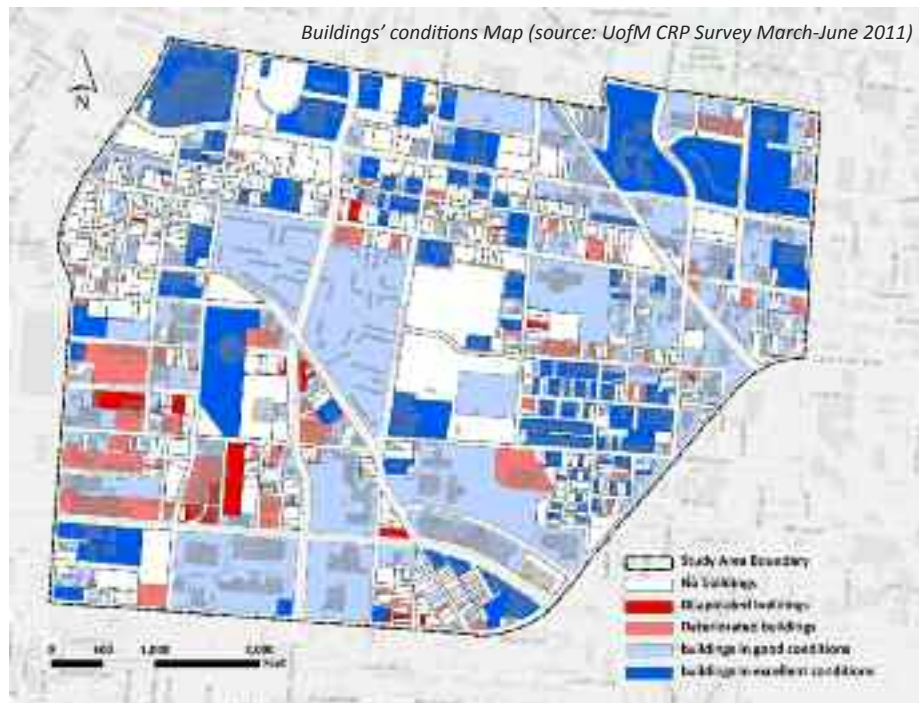 Buildings' conditions Map (source: UofM CRP Survey March-June 2011)
N
Study Area Boundary
No buildings
Dilapidated buildings
Deteriorated buildings
buildings in good conditions
buildings in excellent conditions
0 500 1,000 2,000
Feet